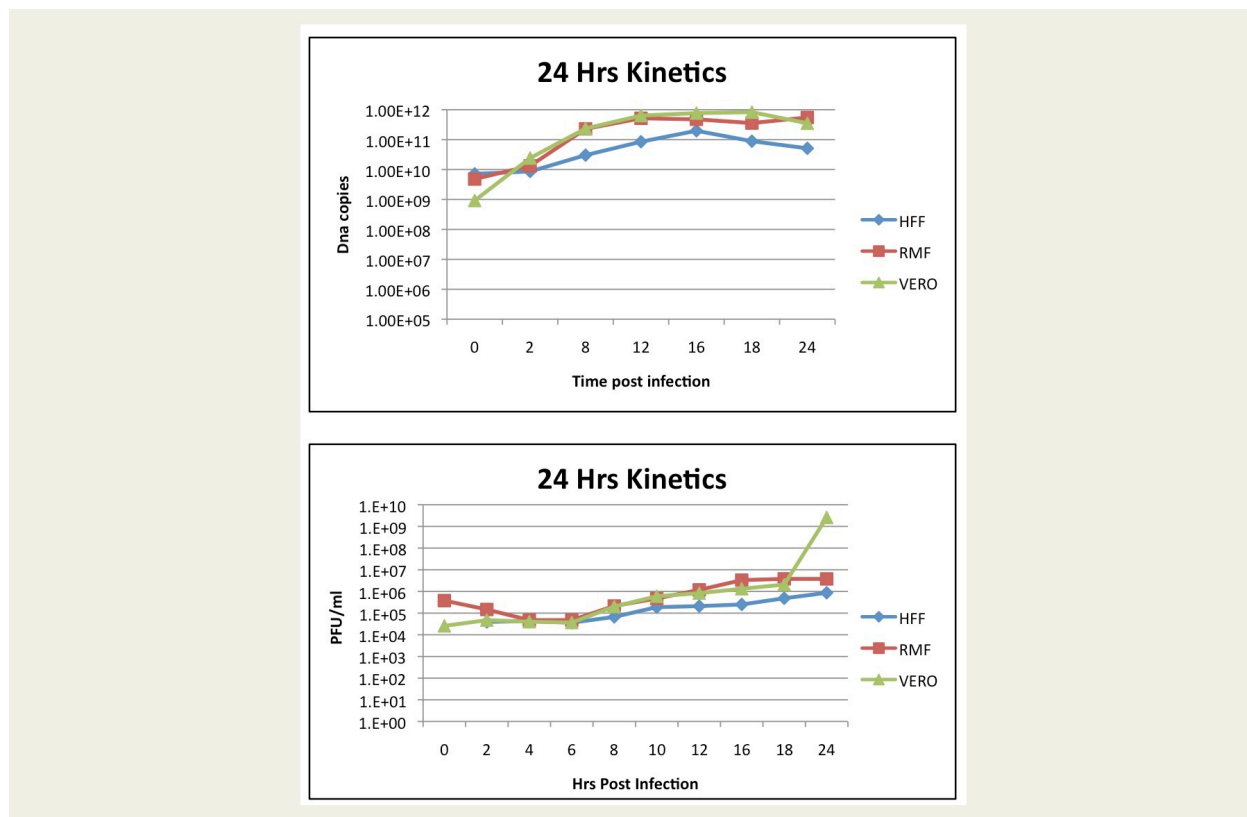 24 Hrs Kinetics
1.00E+12
1.00E+11
1.00E+10
1.00E+09
1.00E+08
1.00E+07
1.00E+06
1.00E+05
Dna copies
0 2 8 12 16 18 24
Time post infection
HFF
RMF
VERO
24 Hrs Kinetics
1.E+10
1.E+09
1.E+08
1.E+07
1.E+06
1.E+05
1.E+04
1.E+03
1.E+02
1.E+01
1.E+00
PFU/ml
0 2 4 6 8 10 12 16 18 24
Hrs Post Infection
HFF
RMF
VERO